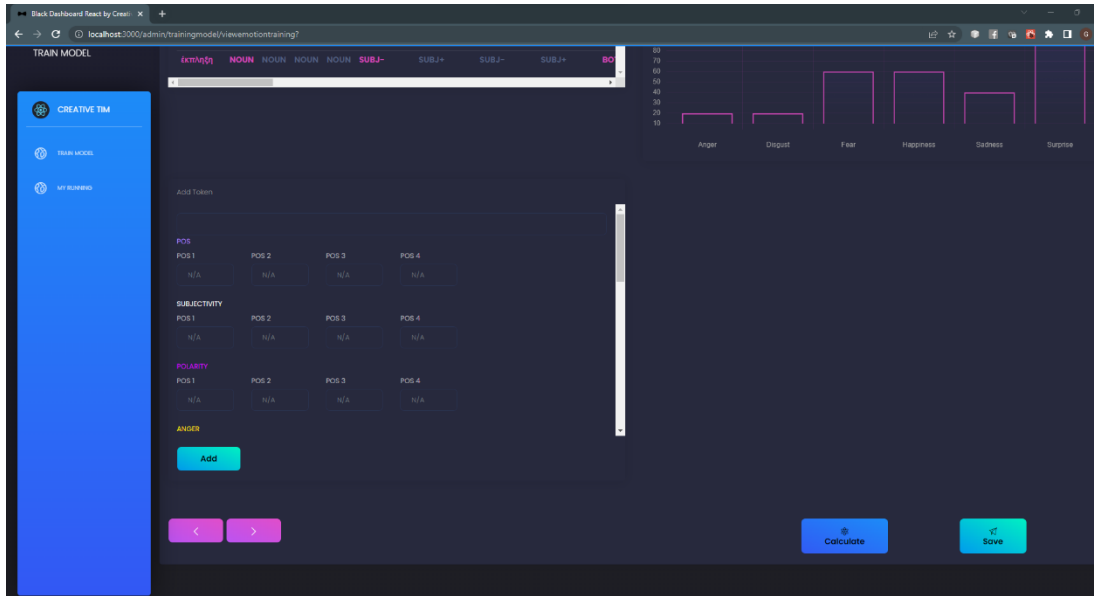 Black Dashboard React by Creati
localhost:3000/admin/trainingmodel/viewemotiontraining?
TRAIN MODEL
CREATIVE TIM
TRAIN MODEL
MY RUNNING
έκπληξη NOUN NOUN NOUN NOUN SUBJ- SUBJ+ SUBJ- SUBJ+ BO
80
70
60
50
40
30
20
10
Anger Disgust Fear Happiness Sadness Surprise
Add Token
POS
POS 1 POS 2 POS 3 POS 4
N/A N/A N/A N/A
SUBJECTIVITY
POS 1 POS 2 POS 3 POS 4
N/A N/A N/A N/A
POLARITY
POS 1 POS 2 POS 3 POS 4
N/A N/A N/A N/A
ANGER
Add
Calculate
Save